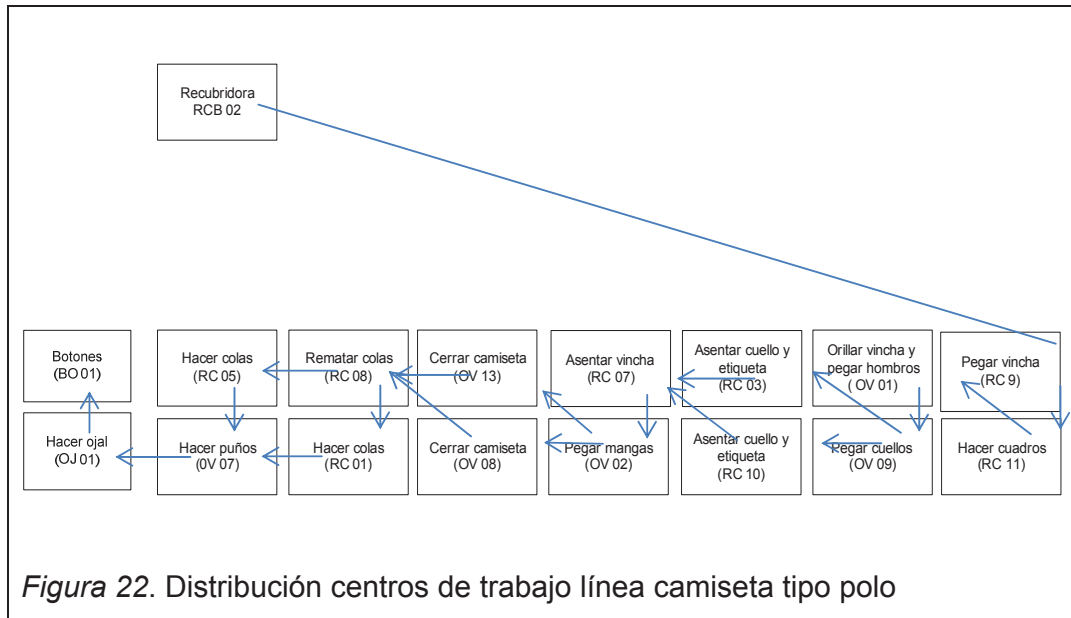 Recubridora
RCB 02
Botones
(BO 01)
Hacer colas
(RC 05)
Rematar colas
(RC 08)
Cerrar camiseta
(OV 13)
Asentar vincha
(RC 07)
Asentar cuello y
etiqueta
(RC 03)
Orillar vincha y
pegar hombros
( OV 01)
Pegar vincha
(RC 9)
Hacer ojal
(OJ 01)
Hacer puños
(0V 07)
Hacer colas
(RC 01)
Cerrar camiseta
(OV 08)
Pegar mangas
(OV 02)
Asentar cuello y
etiqueta
(RC 10)
Pegar cuellos
(OV 09)
Hacer cuadros
(RC 11)
Figura 22. Distribución centros de trabajo línea camiseta tipo polo